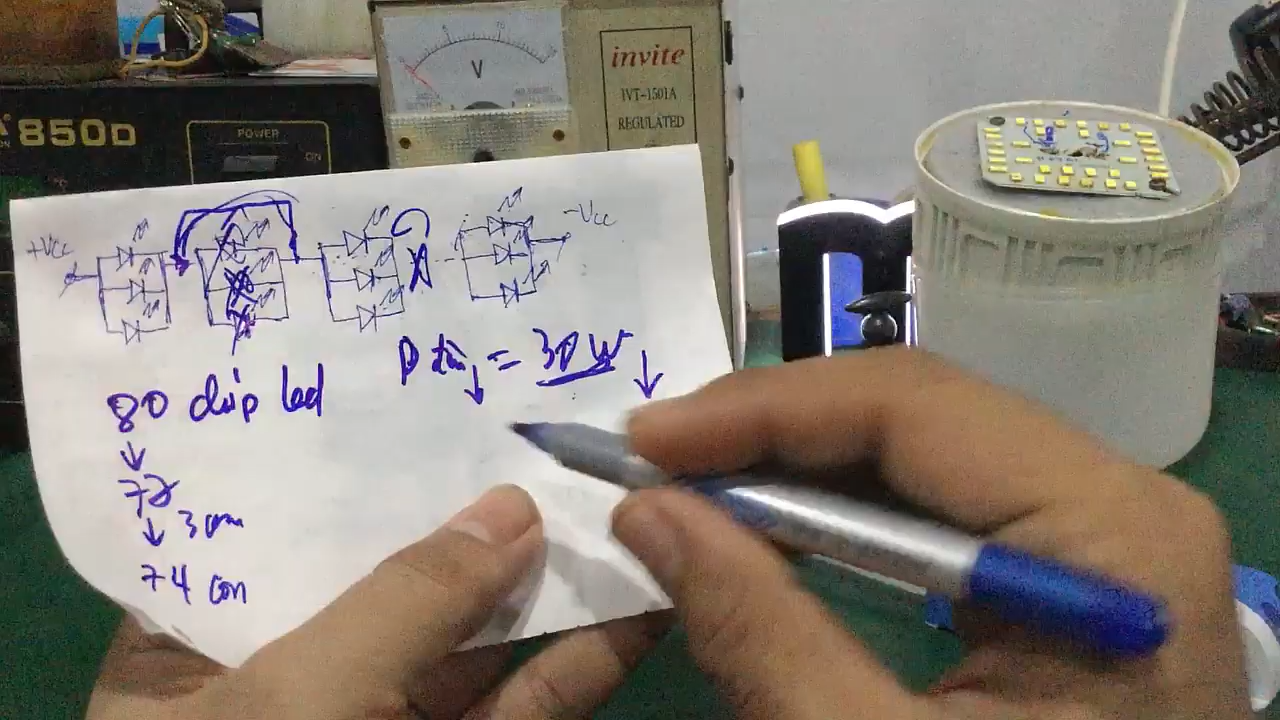 850D
POWER
ON
V
invite
IVT-1501A
REGULATED
+Vcc
-Vcc
P = 30 W
80 chip led
72
3 con
74 con